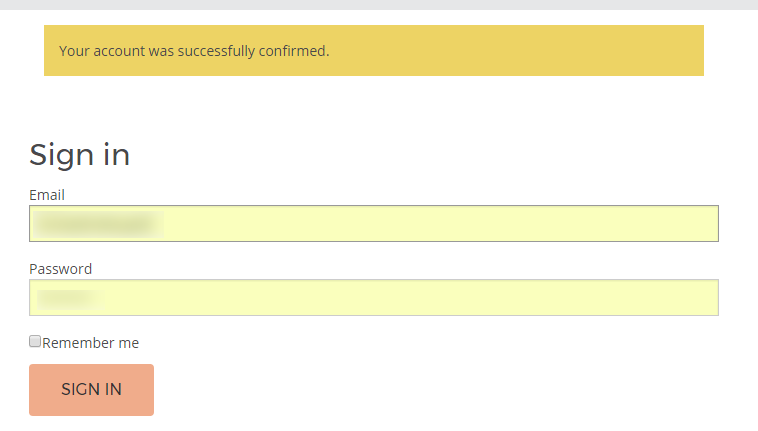 Your account was successfully confirmed.
Sign in
Email
Password
Remember me
SIGN IN